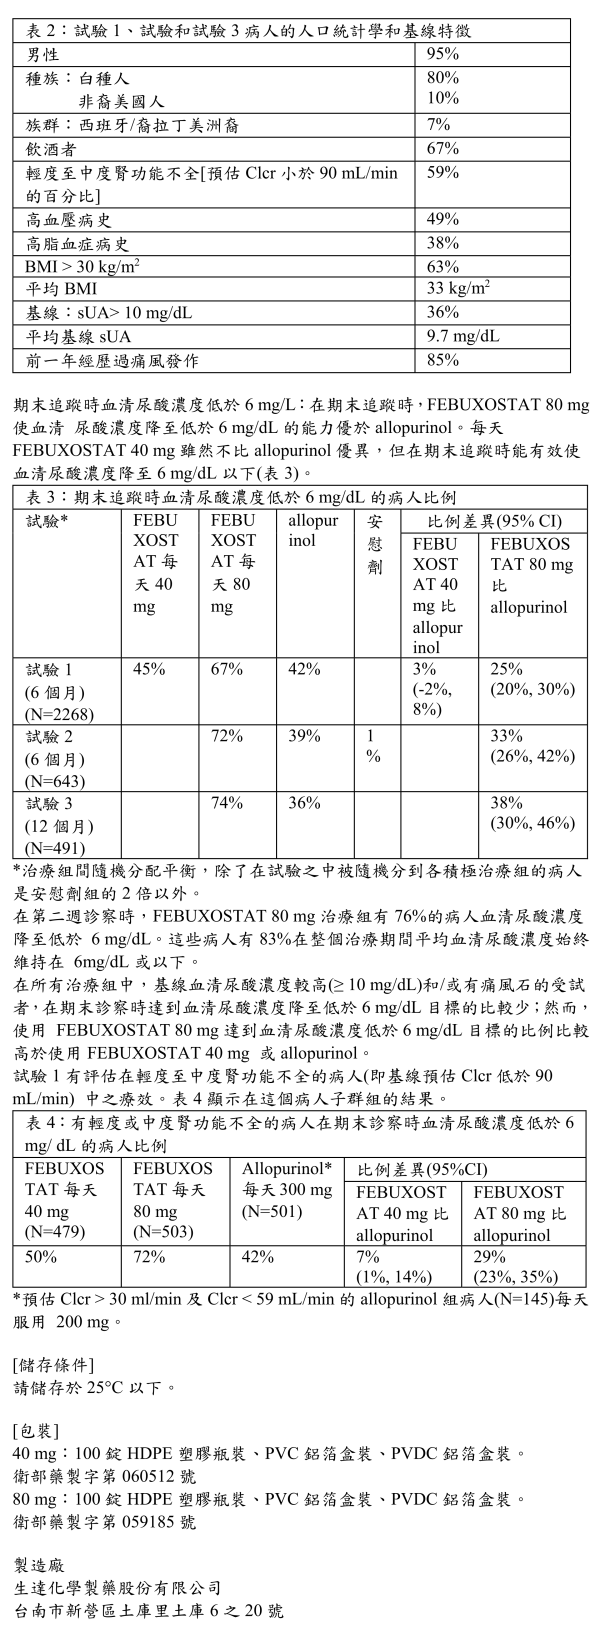 表 2：試驗 1、試驗和試驗 3 病人的人口統計學和基線特徵
男性 95%
種族：白種人 80%
非裔美國人 10%
族群：西班牙/裔拉丁美洲裔 7%
飲酒者 67%
輕度至中度腎功能不全[預估 Clcr 小於 90 mL/min 59%
的百分比]
高血壓病史 49%
高脂血症病史 38%
BMI > 30 kg/m² 63%
平均 BMI 33 kg/m²
基線：sUA> 10 mg/dL 36%
平均基線 sUA 9.7 mg/dL
前一年經歷過痛風發作 85%
期末追蹤時血清尿酸濃度低於 6 mg/L：在期末追蹤時，FEBUXOSTAT 80 mg
使血清 尿酸濃度降至低於 6 mg/dL 的能力優於 allopurinol。每天
FEBUXOSTAT 40 mg 雖然不比 allopurinol 優異，但在期末追蹤時能有效使
血清尿酸濃度降至 6 mg/dL 以下(表 3)。
表 3：期末追蹤時血清尿酸濃度低於 6 mg/dL 的病人比例
試驗*
FEBU
XOST
AT 每
天 40
mg
FEBU
XOST
AT 每
天 80
mg
allopur
inol
安
慰
劑
比例差異(95% CI)
FEBU
XOST
AT 40
mg 比
allopur
inol
FEBUXOS
TAT 80 mg
比
allopurinol
試驗 1 45% 67% 42% 3% 25%
(6 個月) (-2%, (20%, 30%)
(N=2268) 8%)
試驗 2 72% 39% 1 33%
(6 個月) % (26%, 42%)
(N=643)
試驗 3 74% 36% 38%
(12 個月) (30%, 46%)
(N=491)
*治療組間隨機分配平衡，除了在試驗之中被隨機分到各積極治療組的病人
是安慰劑組的 2 倍以外。
在第二週診察時，FEBUXOSTAT 80 mg 治療組有 76%的病人血清尿酸濃度
降至低於 6 mg/dL。這些病人有 83%在整個治療期間平均血清尿酸濃度始終
維持在 6mg/dL 或以下。
在所有治療組中，基線血清尿酸濃度較高(≥ 10 mg/dL)和/或有痛風石的受試
者，在期末診察時達到血清尿酸濃度降至低於 6 mg/dL 目標的比較少；然而，
使用 FEBUXOSTAT 80 mg 達到血清尿酸濃度低於 6 mg/dL 目標的比例比較
高於使用 FEBUXOSTAT 40 mg 或 allopurinol。
試驗 1 有評估在輕度至中度腎功能不全的病人(即基線預估 Clcr 低於 90
mL/min) 中之療效。表 4 顯示在這個病人子群組的結果。
表 4：有輕度或中度腎功能不全的病人在期末診察時血清尿酸濃度低於 6
mg/ dL 的病人比例
FEBUXOS
TAT 每天
40 mg
(N=479)
FEBUXOS
TAT 每天
80 mg
(N=503)
Allopurinol*
每天 300 mg
(N=501)
比例差異(95%CI)
FEBUXOST
AT 40 mg 比
allopurinol
FEBUXOST
AT 80 mg 比
allopurinol
50% 72% 42% 7% 29%
(1%, 14%) (23%, 35%)
*預估 Clcr > 30 ml/min 及 Clcr < 59 mL/min 的 allopurinol 組病人(N=145)每天
服用 200 mg。
[儲存條件]
請儲存於 25°C 以下。
[包裝]
40 mg：100 錠 HDPE 塑膠瓶裝、PVC 鋁箔盒裝、PVDC 鋁箔盒裝。
衛部藥製字第 060512 號
80 mg：100 錠 HDPE 塑膠瓶裝、PVC 鋁箔盒裝、PVDC 鋁箔盒裝。
衛部藥製字第 059185 號
製造廠
生達化學製藥股份有限公司
台南市新營區土庫里土庫 6 之 20 號